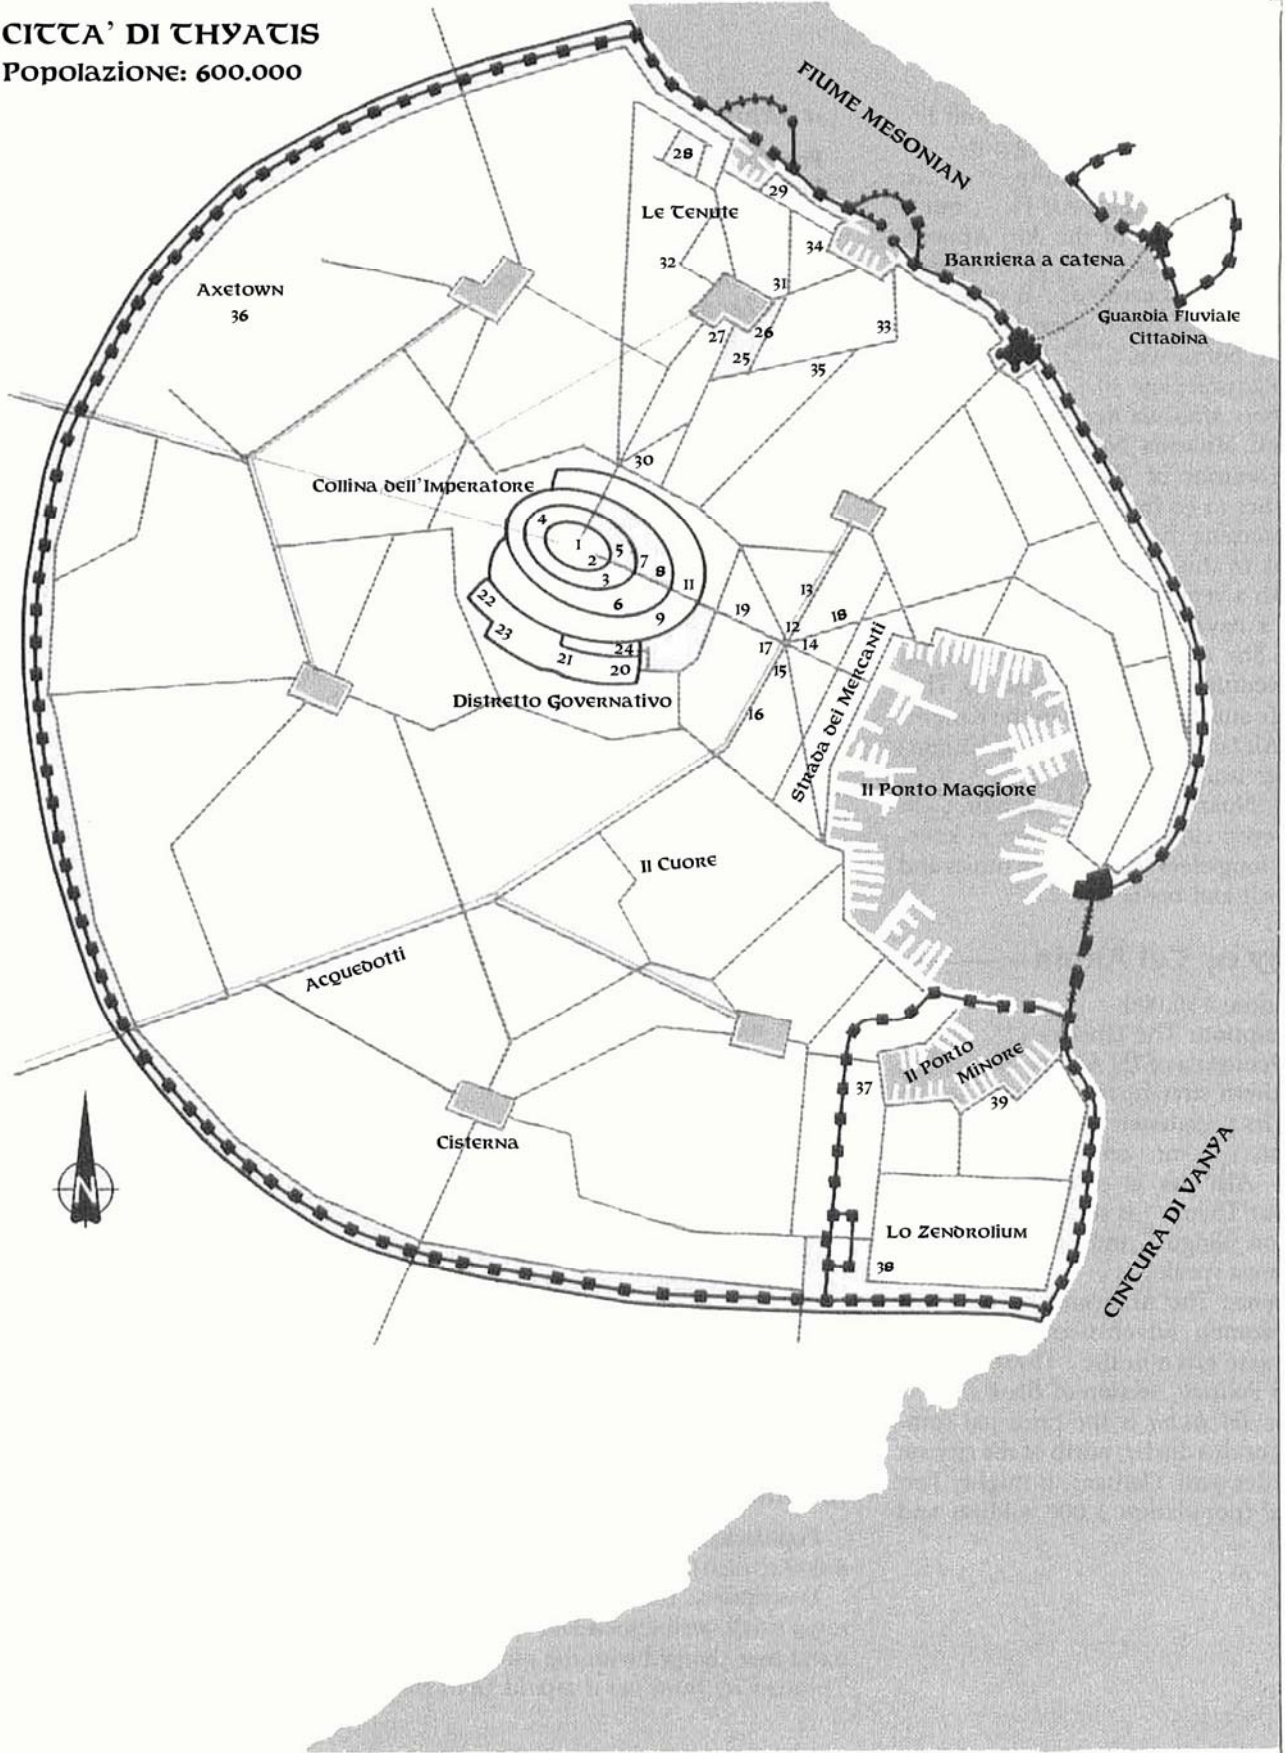 CITTA' DI THYATIS
Popolazione: 600.000
FIUME MESONIAN
28
29
Le Tenute
34
32
Barriera a catena
31
Axetown
36
Guardia Fluviale
Cittadina
33
27
26
25
35
30
Collina dell'Imperatore
4
1
5
2
7
8
3
11
6
9
22
23
24
21
20
19
13
18
12
17
14
15
16
Distretto Governativo
Strada dei Mercanti
Il Porto Maggiore
Il Cuore
Acquedotti
Il Porto
Minore
37
39
N
Cisterna
Lo Zendrolium
38
CINTURA DI VANYA